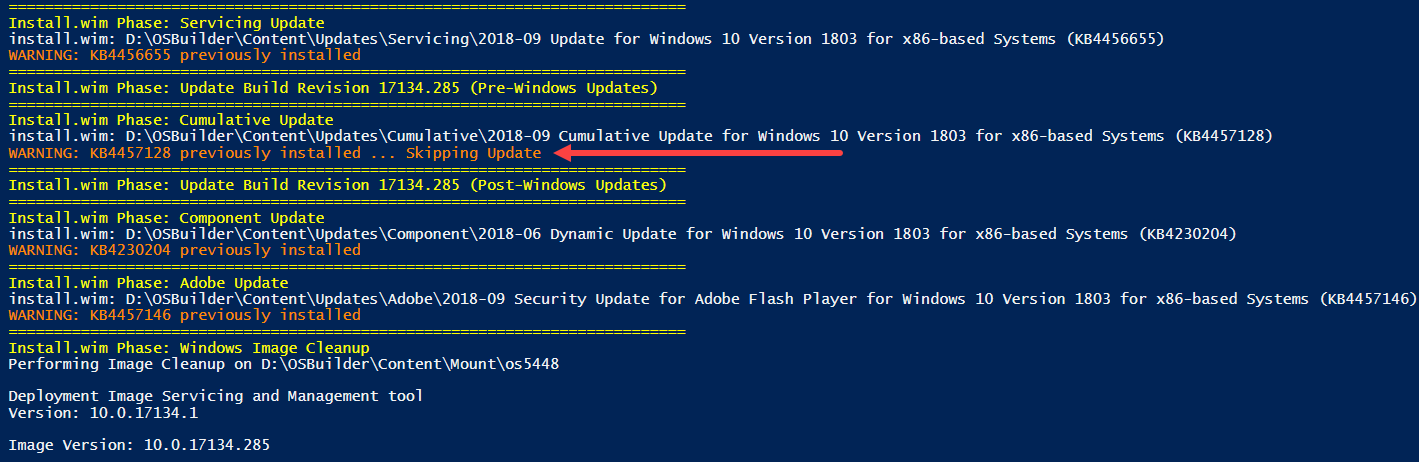 ===========================================================================
Install.wim Phase: Servicing Update
install.wim: D:\OSBuilder\Content\Updates\Servicing\2018-09 Update for Windows 10 Version 1803 for x86-based Systems (KB4456655)
WARNING: KB4456655 previously installed
===========================================================================
Install.wim Phase: Update Build Revision 17134.285 (Pre-Windows Updates)
===========================================================================
Install.wim Phase: Cumulative Update
install.wim: D:\OSBuilder\Content\Updates\Cumulative\2018-09 Cumulative Update for Windows 10 Version 1803 for x86-based Systems (KB4457128)
WARNING: KB4457128 previously installed ... Skipping Update
===========================================================================
Install.wim Phase: Update Build Revision 17134.285 (Post-Windows Updates)
===========================================================================
Install.wim Phase: Component Update
install.wim: D:\OSBuilder\Content\Updates\Component\2018-06 Dynamic Update for Windows 10 Version 1803 for x86-based Systems (KB4230204)
WARNING: KB4230204 previously installed
===========================================================================
Install.wim Phase: Adobe Update
install.wim: D:\OSBuilder\Content\Updates\Adobe\2018-09 Security Update for Adobe Flash Player for Windows 10 Version 1803 for x86-based Systems (KB4457146)
WARNING: KB4457146 previously installed
===========================================================================
Install.wim Phase: Windows Image Cleanup
Performing Image Cleanup on D:\OSBuilder\Content\Mount\os5448
Deployment Image Servicing and Management tool
Version: 10.0.17134.1
Image Version: 10.0.17134.285